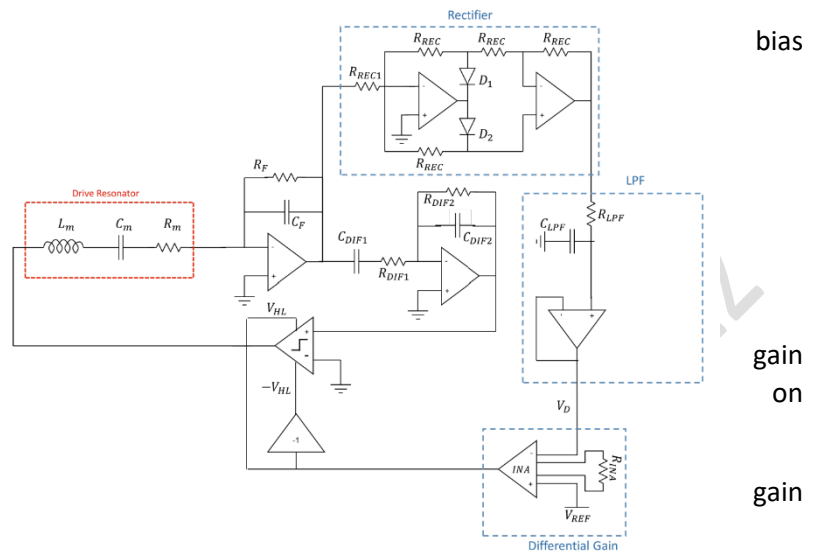 Rectifier
bias
R_REC
R_REC
R_REC
R_REC1
-
+
D_1
D_2
-
+
R_REC
R_F
C_F
-
+
Drive Resonator
L_m
C_m
R_m
R_DIF2
C_DIF2
C_DIF1
R_DIF1
-
+
LPF
R_LPF
C_LPF
-
+
V_HL
+
-
-V_HL
-1
gain
on
V_D
-
INA
+
R_INA
V_REF
gain
Differential Gain